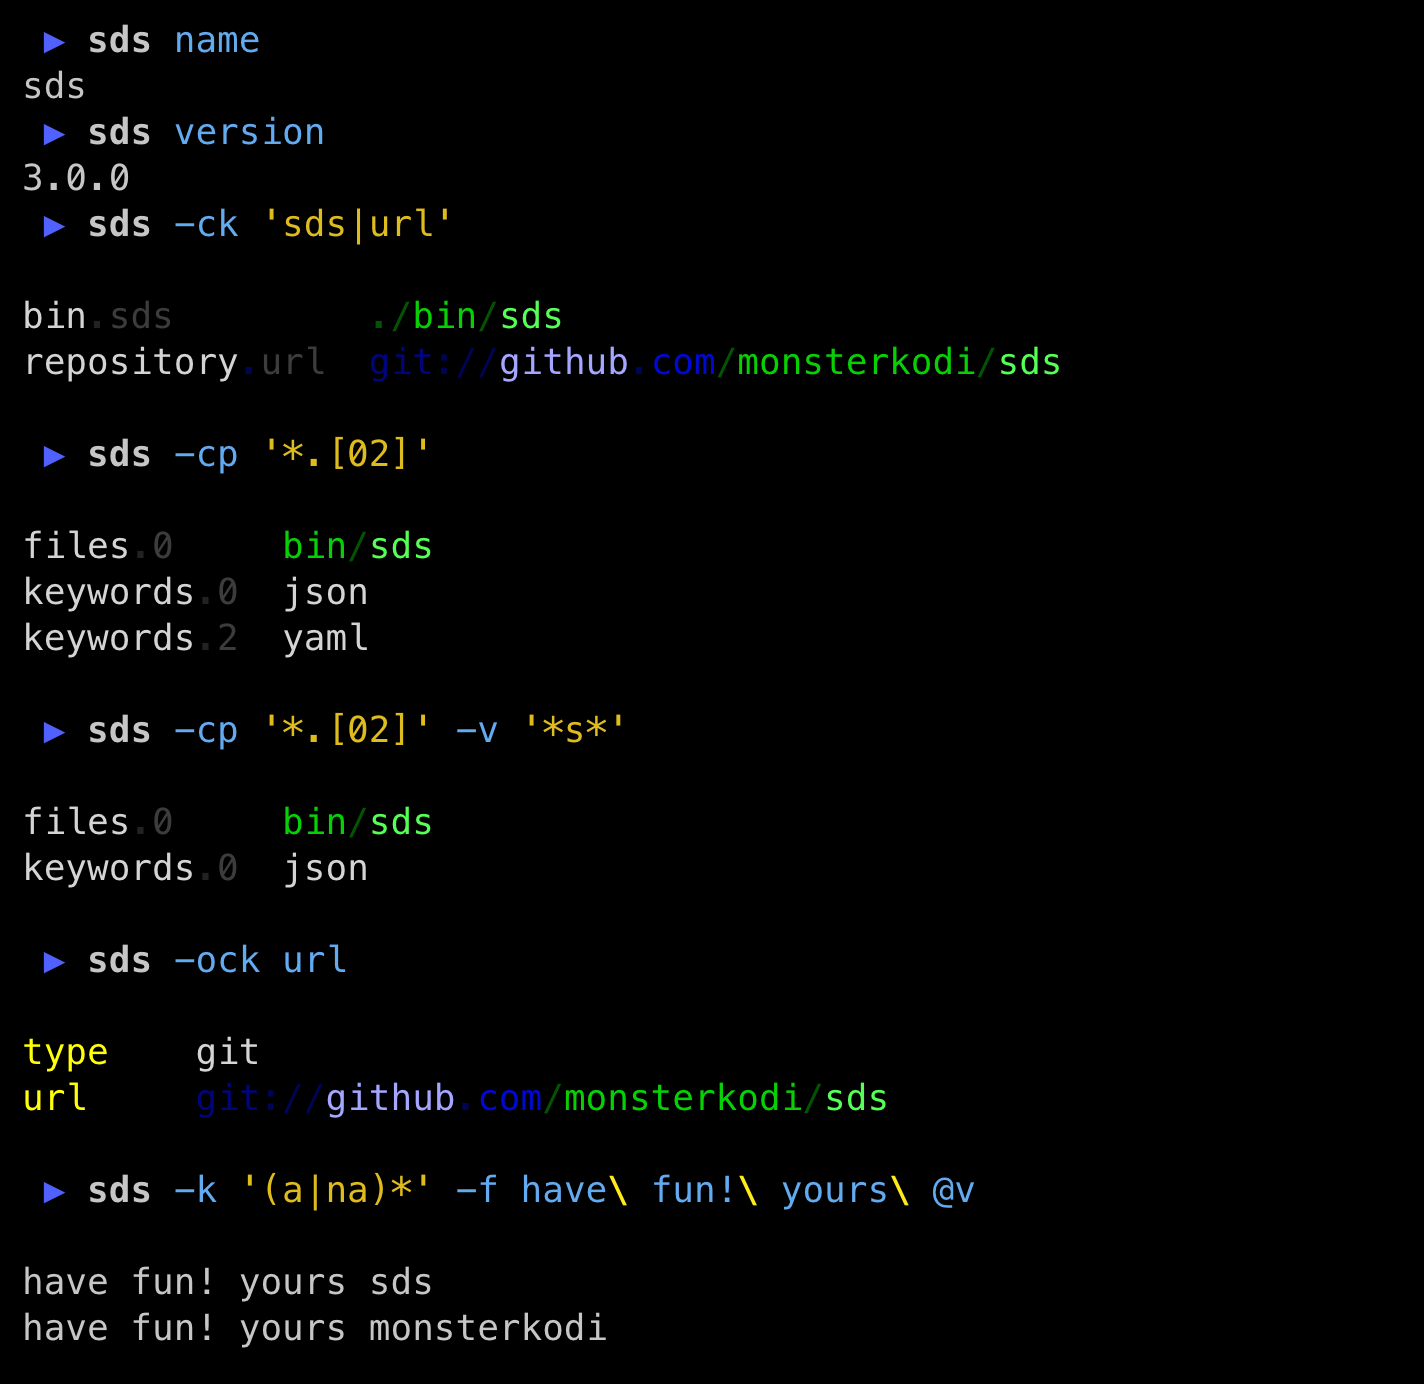 ▶ sds name
sds
▶ sds version
3.0.0
▶ sds -ck 'sds|url'
bin.sds ./bin/sds
repository.url git://github.com/monsterkodi/sds
▶ sds -cp '*.[02]'
files.0 bin/sds
keywords.0 json
keywords.2 yaml
▶ sds -cp '*.[02]' -v '*s*'
files.0 bin/sds
keywords.0 json
▶ sds -ock url
type git
url git://github.com/monsterkodi/sds
▶ sds -k '(a|na)*' -f have\ fun!\ yours\ @v
have fun! yours sds
have fun! yours monsterkodi